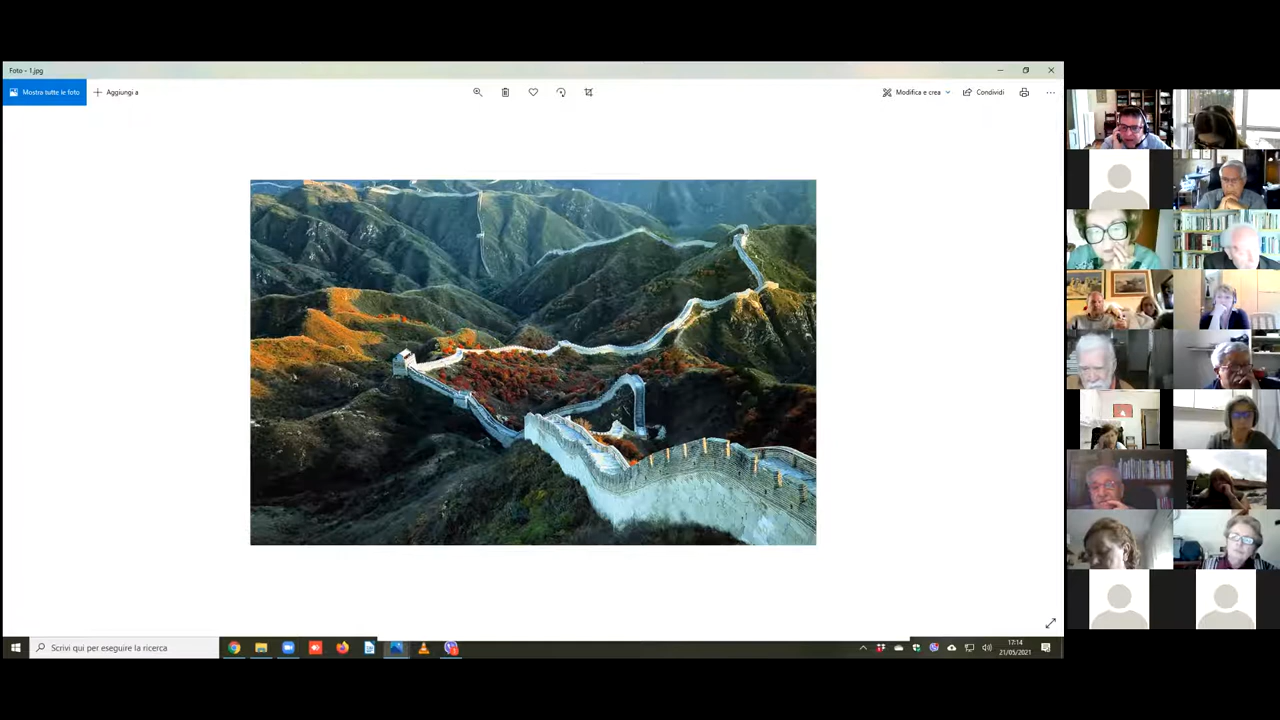 Foto - 1.jpg
Mostra tutte le foto
Aggiungi a
Modifica e crea
Condividi
Scrivi qui per eseguire la ricerca
17:14
21/05/2021